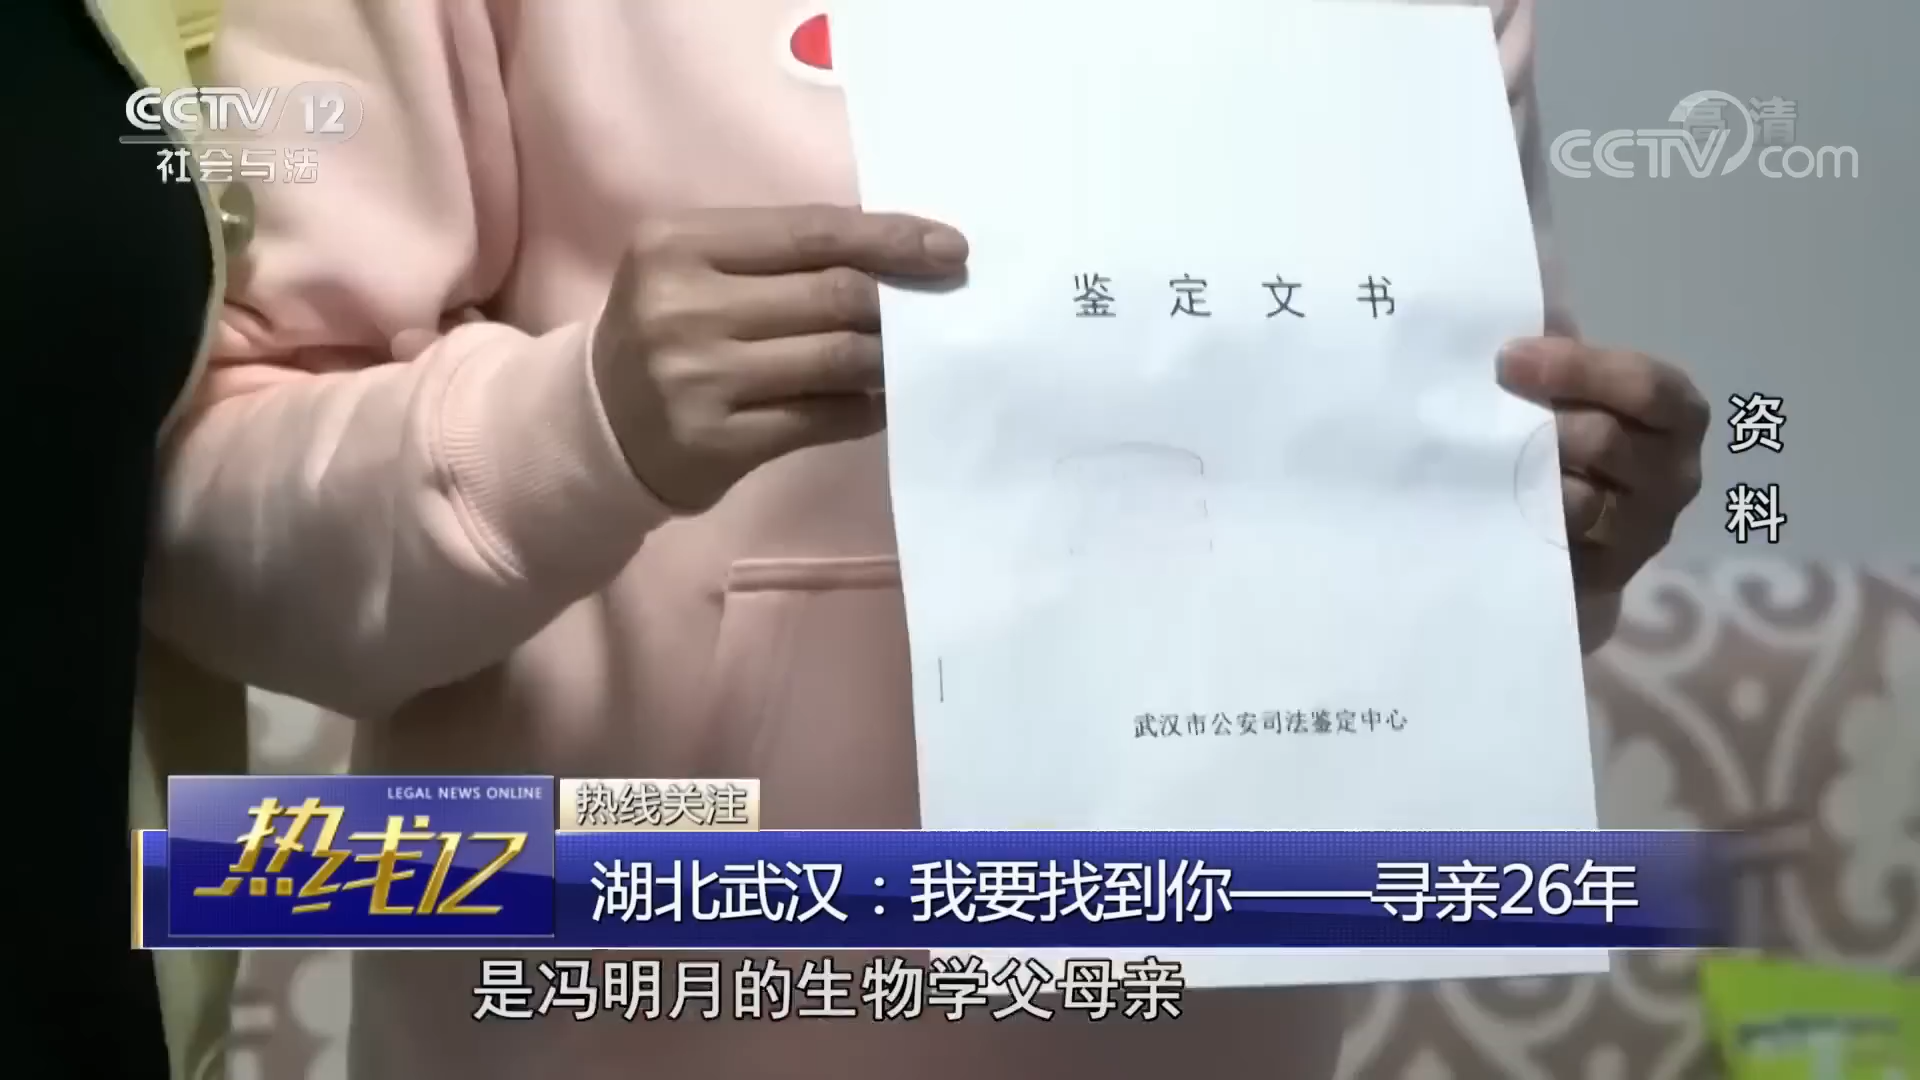 CCTV 12
社会与法
高清
CCTV.com
鉴定文书
资料
武汉市公安司法鉴定中心
LEGAL NEWS ONLINE
热线12
热线关注
湖北武汉：我要找到你——寻亲26年
是冯明月的生物学父母亲